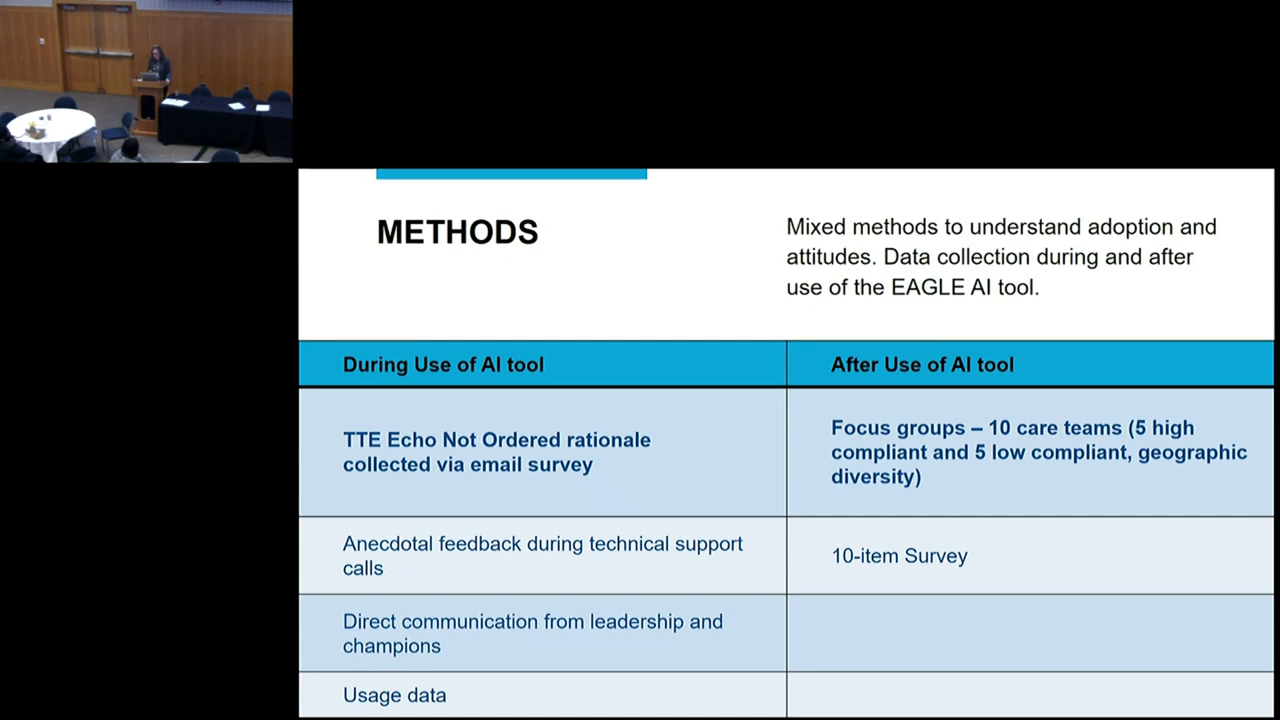 METHODS
Mixed methods to understand adoption and
attitudes. Data collection during and after
use of the EAGLE AI tool.
During Use of AI tool
After Use of AI tool
TTE Echo Not Ordered rationale
collected via email survey
Focus groups – 10 care teams (5 high
compliant and 5 low compliant, geographic
diversity)
Anecdotal feedback during technical support
calls
10-item Survey
Direct communication from leadership and
champions
Usage data